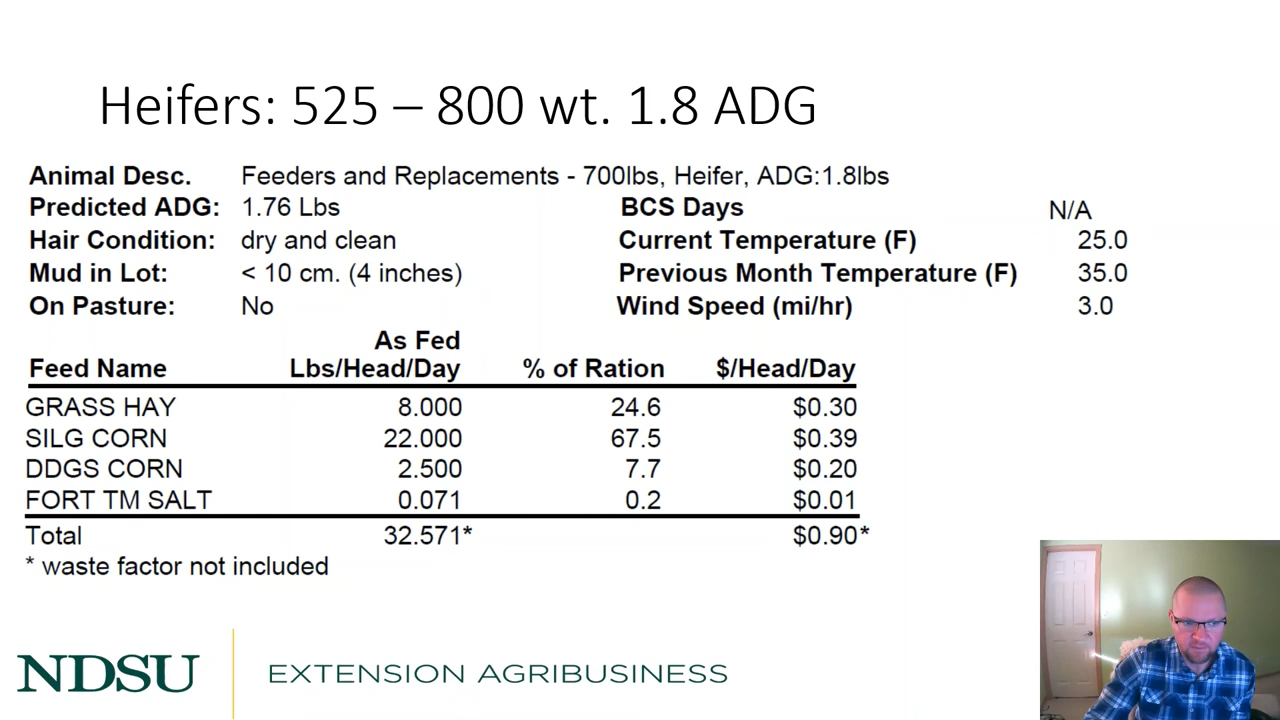 Heifers: 525 – 800 wt. 1.8 ADG
Animal Desc. Feeders and Replacements - 700lbs, Heifer, ADG:1.8lbs
Predicted ADG: 1.76 Lbs BCS Days N/A
Hair Condition: dry and clean Current Temperature (F) 25.0
Mud in Lot: < 10 cm. (4 inches) Previous Month Temperature (F) 35.0
On Pasture: No Wind Speed (mi/hr) 3.0
As Fed
Feed Name Lbs/Head/Day % of Ration $/Head/Day
GRASS HAY 8.000 24.6 $0.30
SILG CORN 22.000 67.5 $0.39
DDGS CORN 2.500 7.7 $0.20
FORT TM SALT 0.071 0.2 $0.01
Total 32.571* $0.90*
* waste factor not included
NDSU EXTENSION AGRIBUSINESS